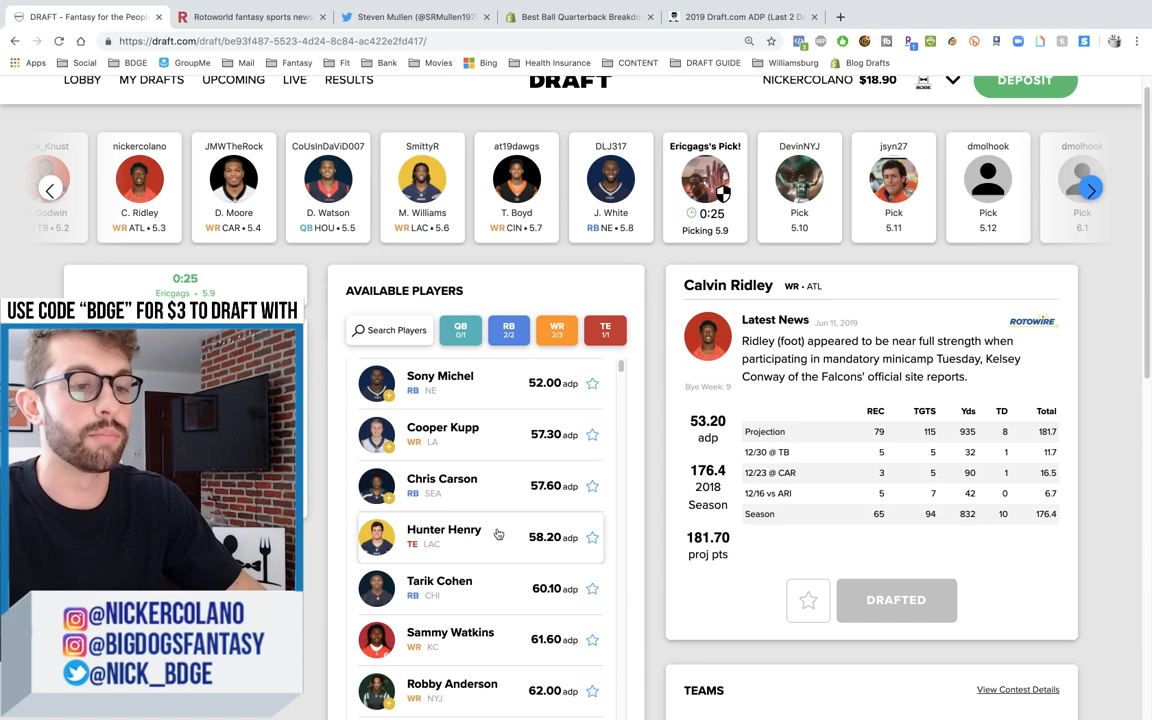 DRAFT - Fantasy for the Peopl
Rotoworld fantasy sports news
Steven Mullen (@SRMullen197
Best Ball Quarterback Breakdo
2019 Draft.com ADP (Last 2 D
https://draft.com/draft/be93f487-5523-4d24-8c84-ac422e2fd417/
Apps Social BDGE GroupMe Mail Fantasy Fit Bank Movies Bing Health Insurance CONTENT DRAFT GUIDE Williamsburg Blog Drafts
LOBBY MY DRAFTS UPCOMING LIVE RESULTS DRAFT NICKERCOLANO $18.90 DEPOSIT
ck_Knust nickercolano JMWTheRock CoUsInDaViD007 SmittyR at19dawgs DLJ317 Ericgags's Pick! DevinNYJ jsyn27 dmolhook dmolhook
0:25
Godwin C. Ridley D. Moore D. Watson M. Williams T. Boyd J. White Pick Pick Pick Pick
TB • 5.2 WR ATL • 5.3 WR CAR • 5.4 QB HOU • 5.5 WR LAC • 5.6 WR CIN • 5.7 RB NE • 5.8 Picking 5.9 5.10 5.11 5.12 6.1
0:25
Ericgags • 5.9
USE CODE "BDGE" FOR $3 TO DRAFT WITH
@NICKERCOLANO
@BIGDOGSFANTASY
@NICK_BDGE
AVAILABLE PLAYERS
Search Players
QB
0/1
RB
2/2
WR
2/3
TE
1/1
Sony Michel 52.00 adp
RB NE
Cooper Kupp 57.30 adp
WR LA
Chris Carson 57.60 adp
RB SEA
Hunter Henry 58.20 adp
TE LAC
Tarik Cohen 60.10 adp
RB CHI
Sammy Watkins 61.60 adp
WR KC
Robby Anderson 62.00 adp
WR NYJ
Calvin Ridley WR • ATL
Latest News Jun 11, 2019
ROTOWIRE
Ridley (foot) appeared to be near full strength when
participating in mandatory minicamp Tuesday, Kelsey
Conway of the Falcons' official site reports.
Bye Week: 9
53.20
adp
176.4
2018
Season
181.70
proj pts
REC TGTS Yds TD Total
Projection 79 115 935 8 181.7
12/30 @ TB 5 5 32 1 11.7
12/23 @ CAR 3 5 90 1 16.5
12/16 vs ARI 5 7 42 0 6.7
Season 65 94 832 10 176.4
DRAFTED
TEAMS
View Contest Details